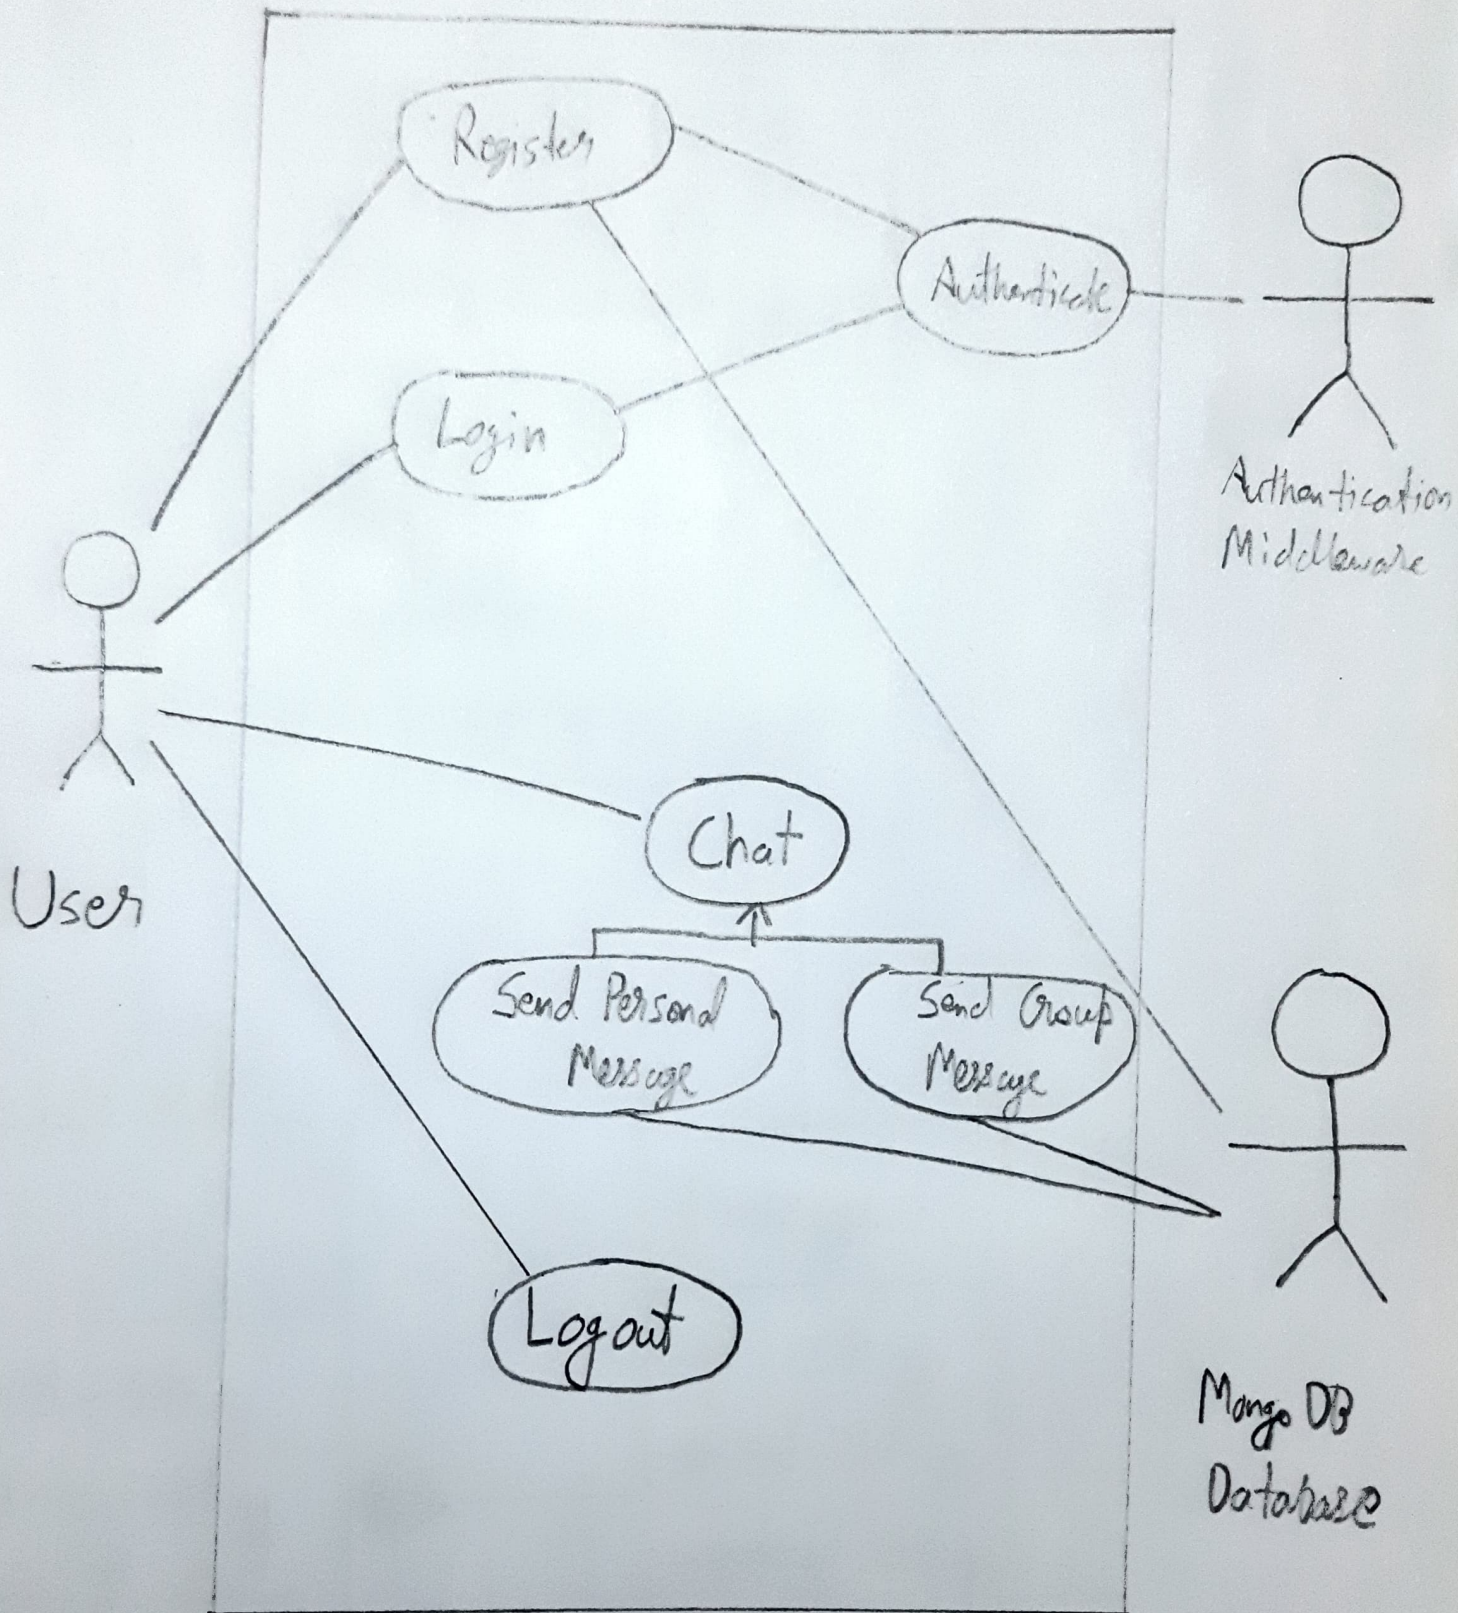 Register
Authenticate
Login
Authentication
Middleware
Chat
User
Send Personal
Message
Send Group
Message
Logout
Mongo DB
Database